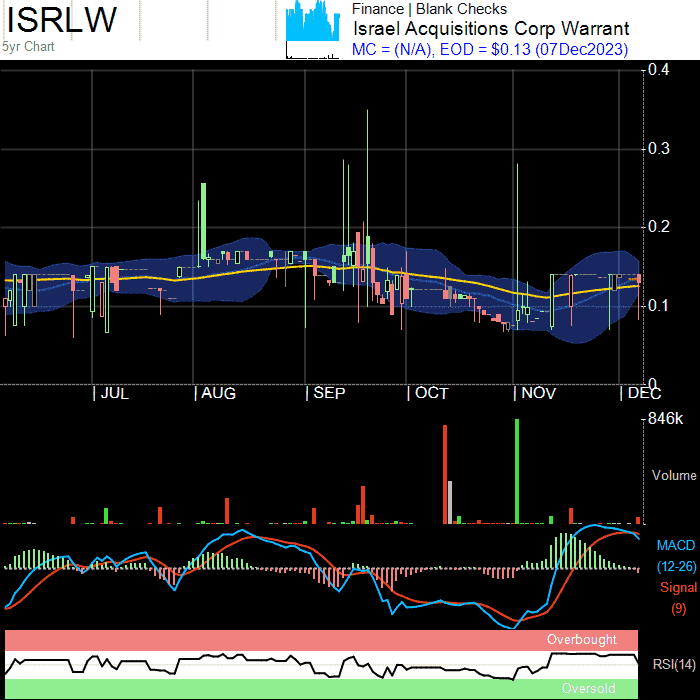 ISRLW
5yr Chart
Finance | Blank Checks
Israel Acquisitions Corp Warrant
MC = (N/A), EOD = $0.13 (07Dec2023)
0.4
0.3
0.2
0.1
0
JUL
AUG
SEP
OCT
NOV
DEC
846k
Volume
MACD
(12-26)
Signal
(9)
Overbought
RSI(14)
Oversold